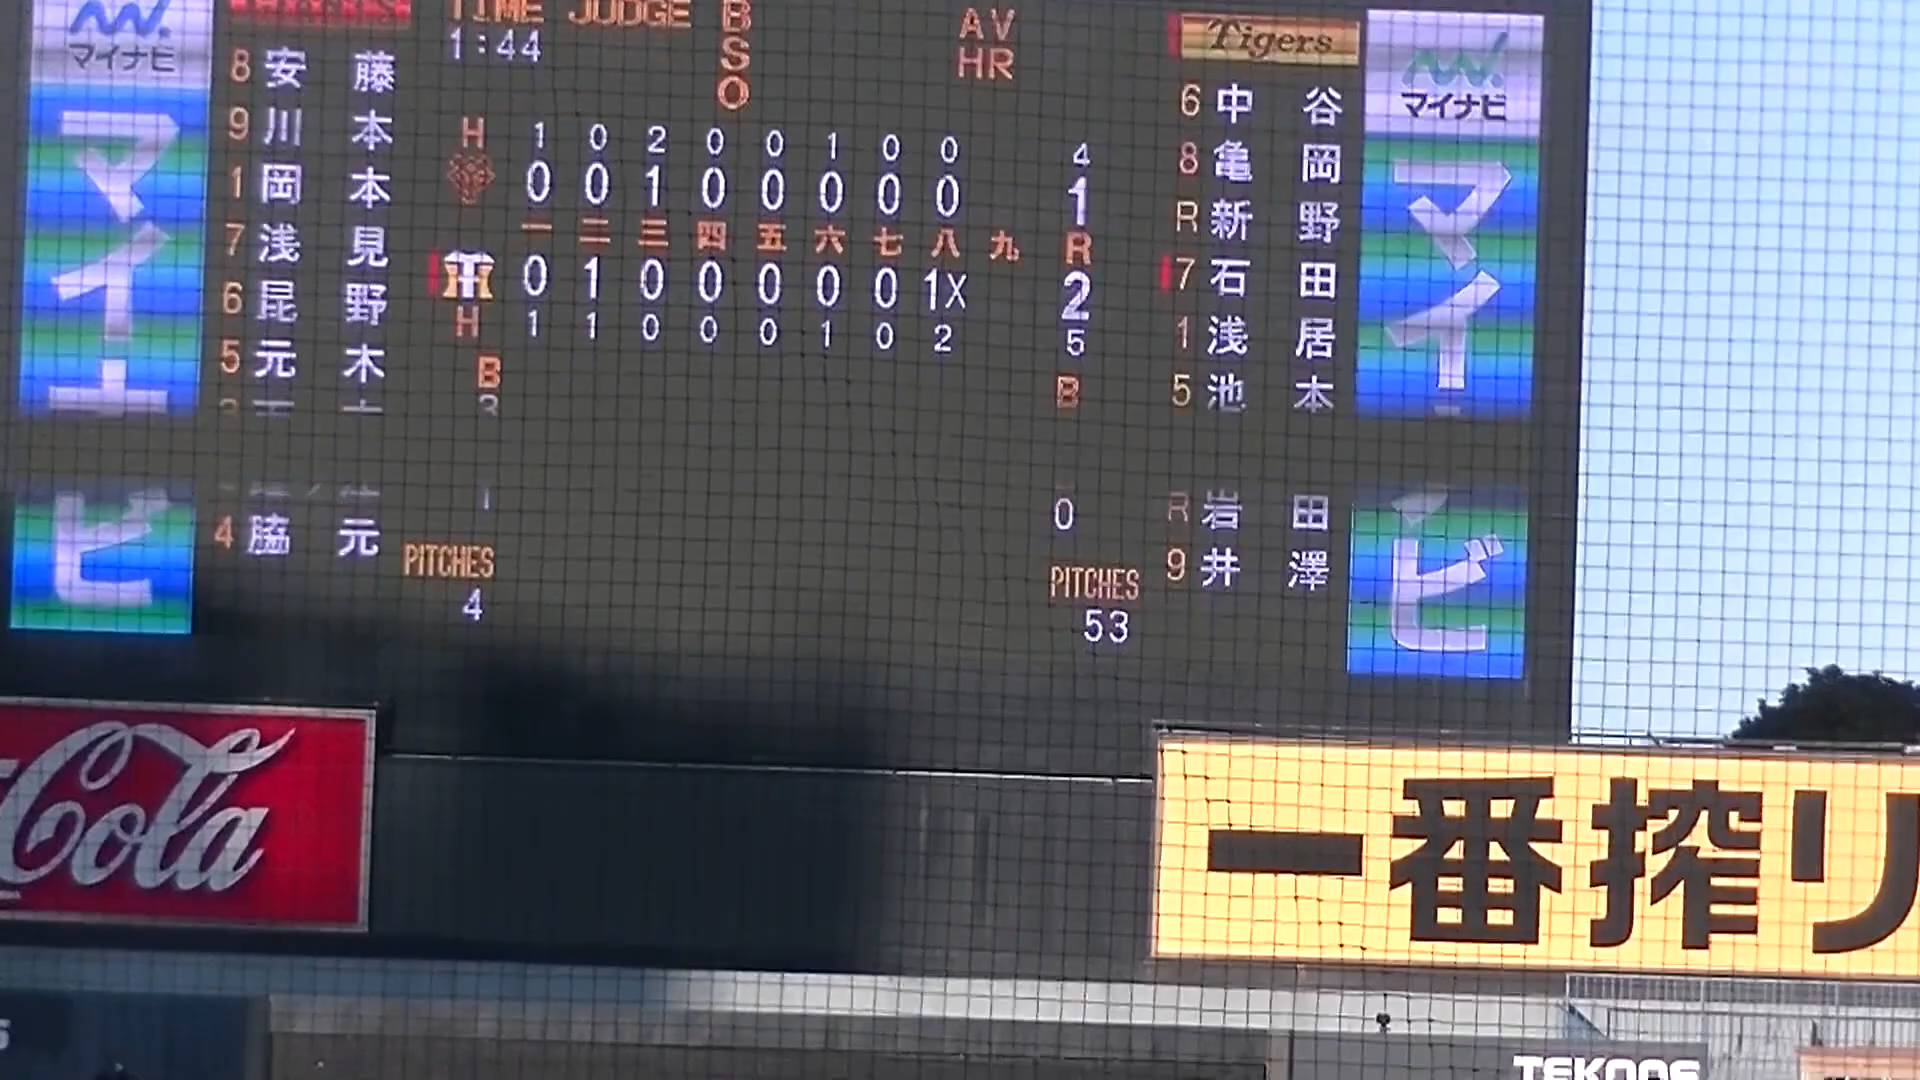 マイナビ
マイナビ
8 安藤
9 川本
1 岡本
7 浅見
6 昆野
5 元木
4 脇元
TIME JUDGE
1:44
B
S
O
AV
HR
H 1 0 2 0 0 1 0 0 4
0 0 1 0 0 0 0 0 1
一 二 三 四 五 六 七 八 九 R
0 1 0 0 0 0 0 1X 2
H 1 1 0 0 0 1 0 2 5
B
B
0
PITCHES
4
PITCHES
53
Tigers
6 中谷
8 亀岡
R 新野
7 石田
1 浅居
5 池本
R 岩田
9 井澤
マイナビ
マイナビ
Cola
一番搾り
TEKNOS